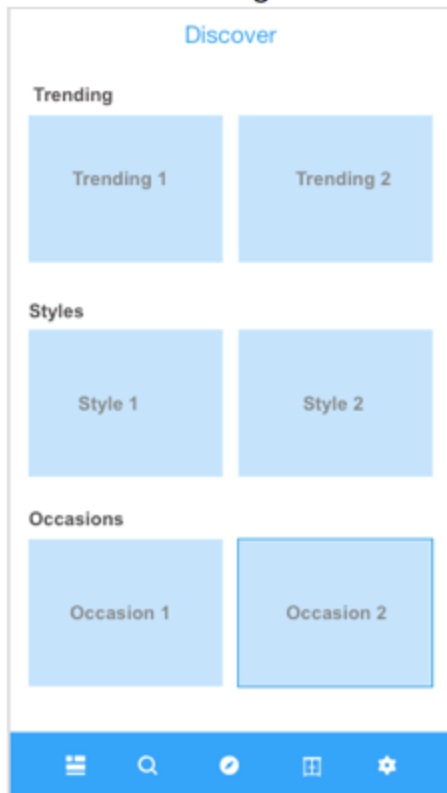 Discover
Trending
Trending 1 Trending 2
Styles
Style 1 Style 2
Occasions
Occasion 1 Occasion 2